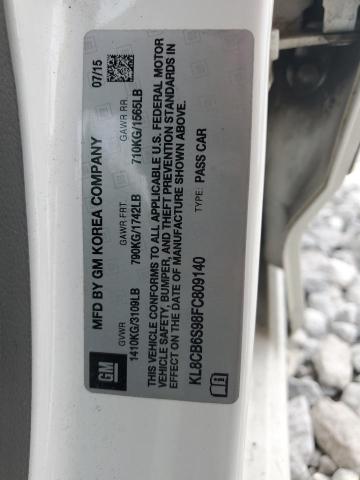 GM
MFD BY GM KOREA COMPANY 07/15
GVWR GAWR FRT GAWR RR
1410KG/3109LB 790KG/1742LB 710KG/1565LB
THIS VEHICLE CONFORMS TO ALL APPLICABLE U.S. FEDERAL MOTOR
VEHICLE SAFETY, BUMPER, AND THEFT PREVENTION STANDARDS IN
EFFECT ON THE DATE OF MANUFACTURE SHOWN ABOVE.
KL8CB6S98FC809140 TYPE: PASS CAR